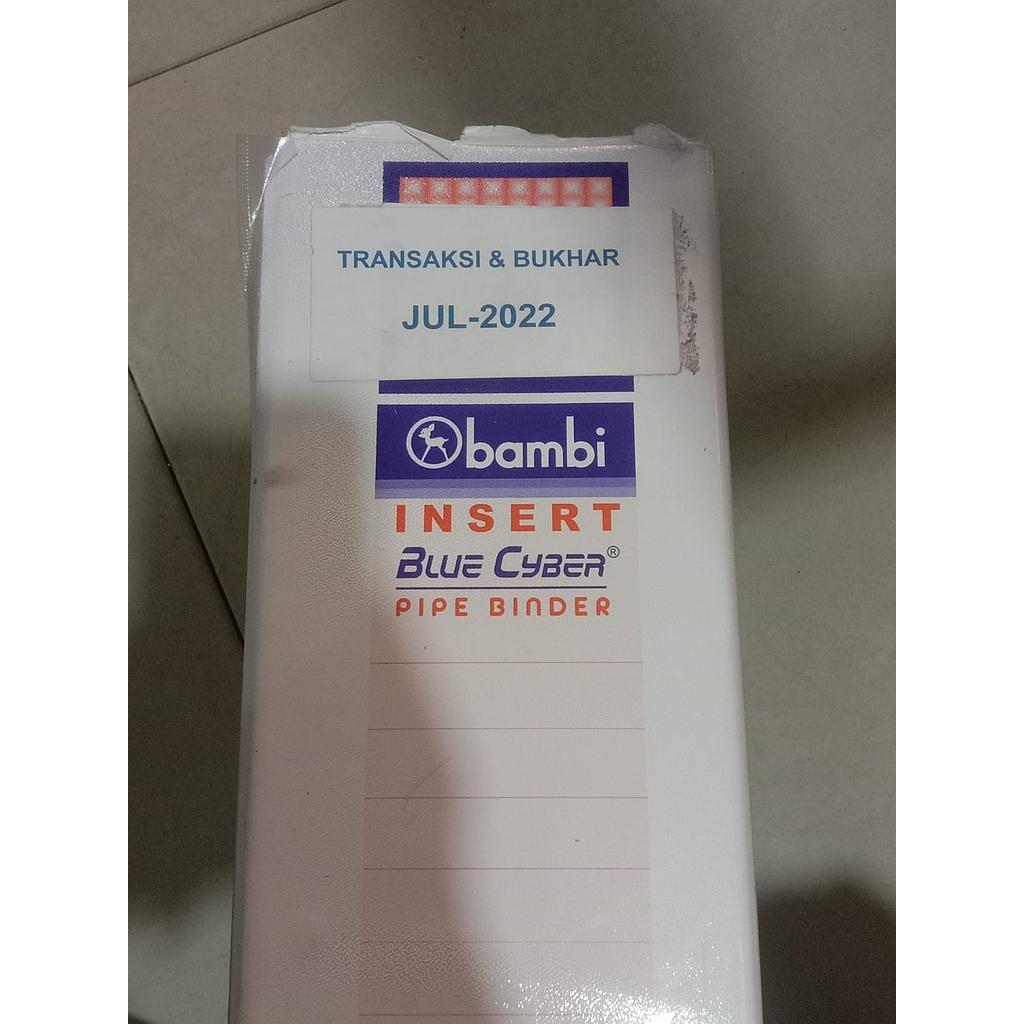 TRANSAKSI & BUKHAR
JUL-2022
bambi
INSERT
BLUE CYBER®
PIPE BINDER